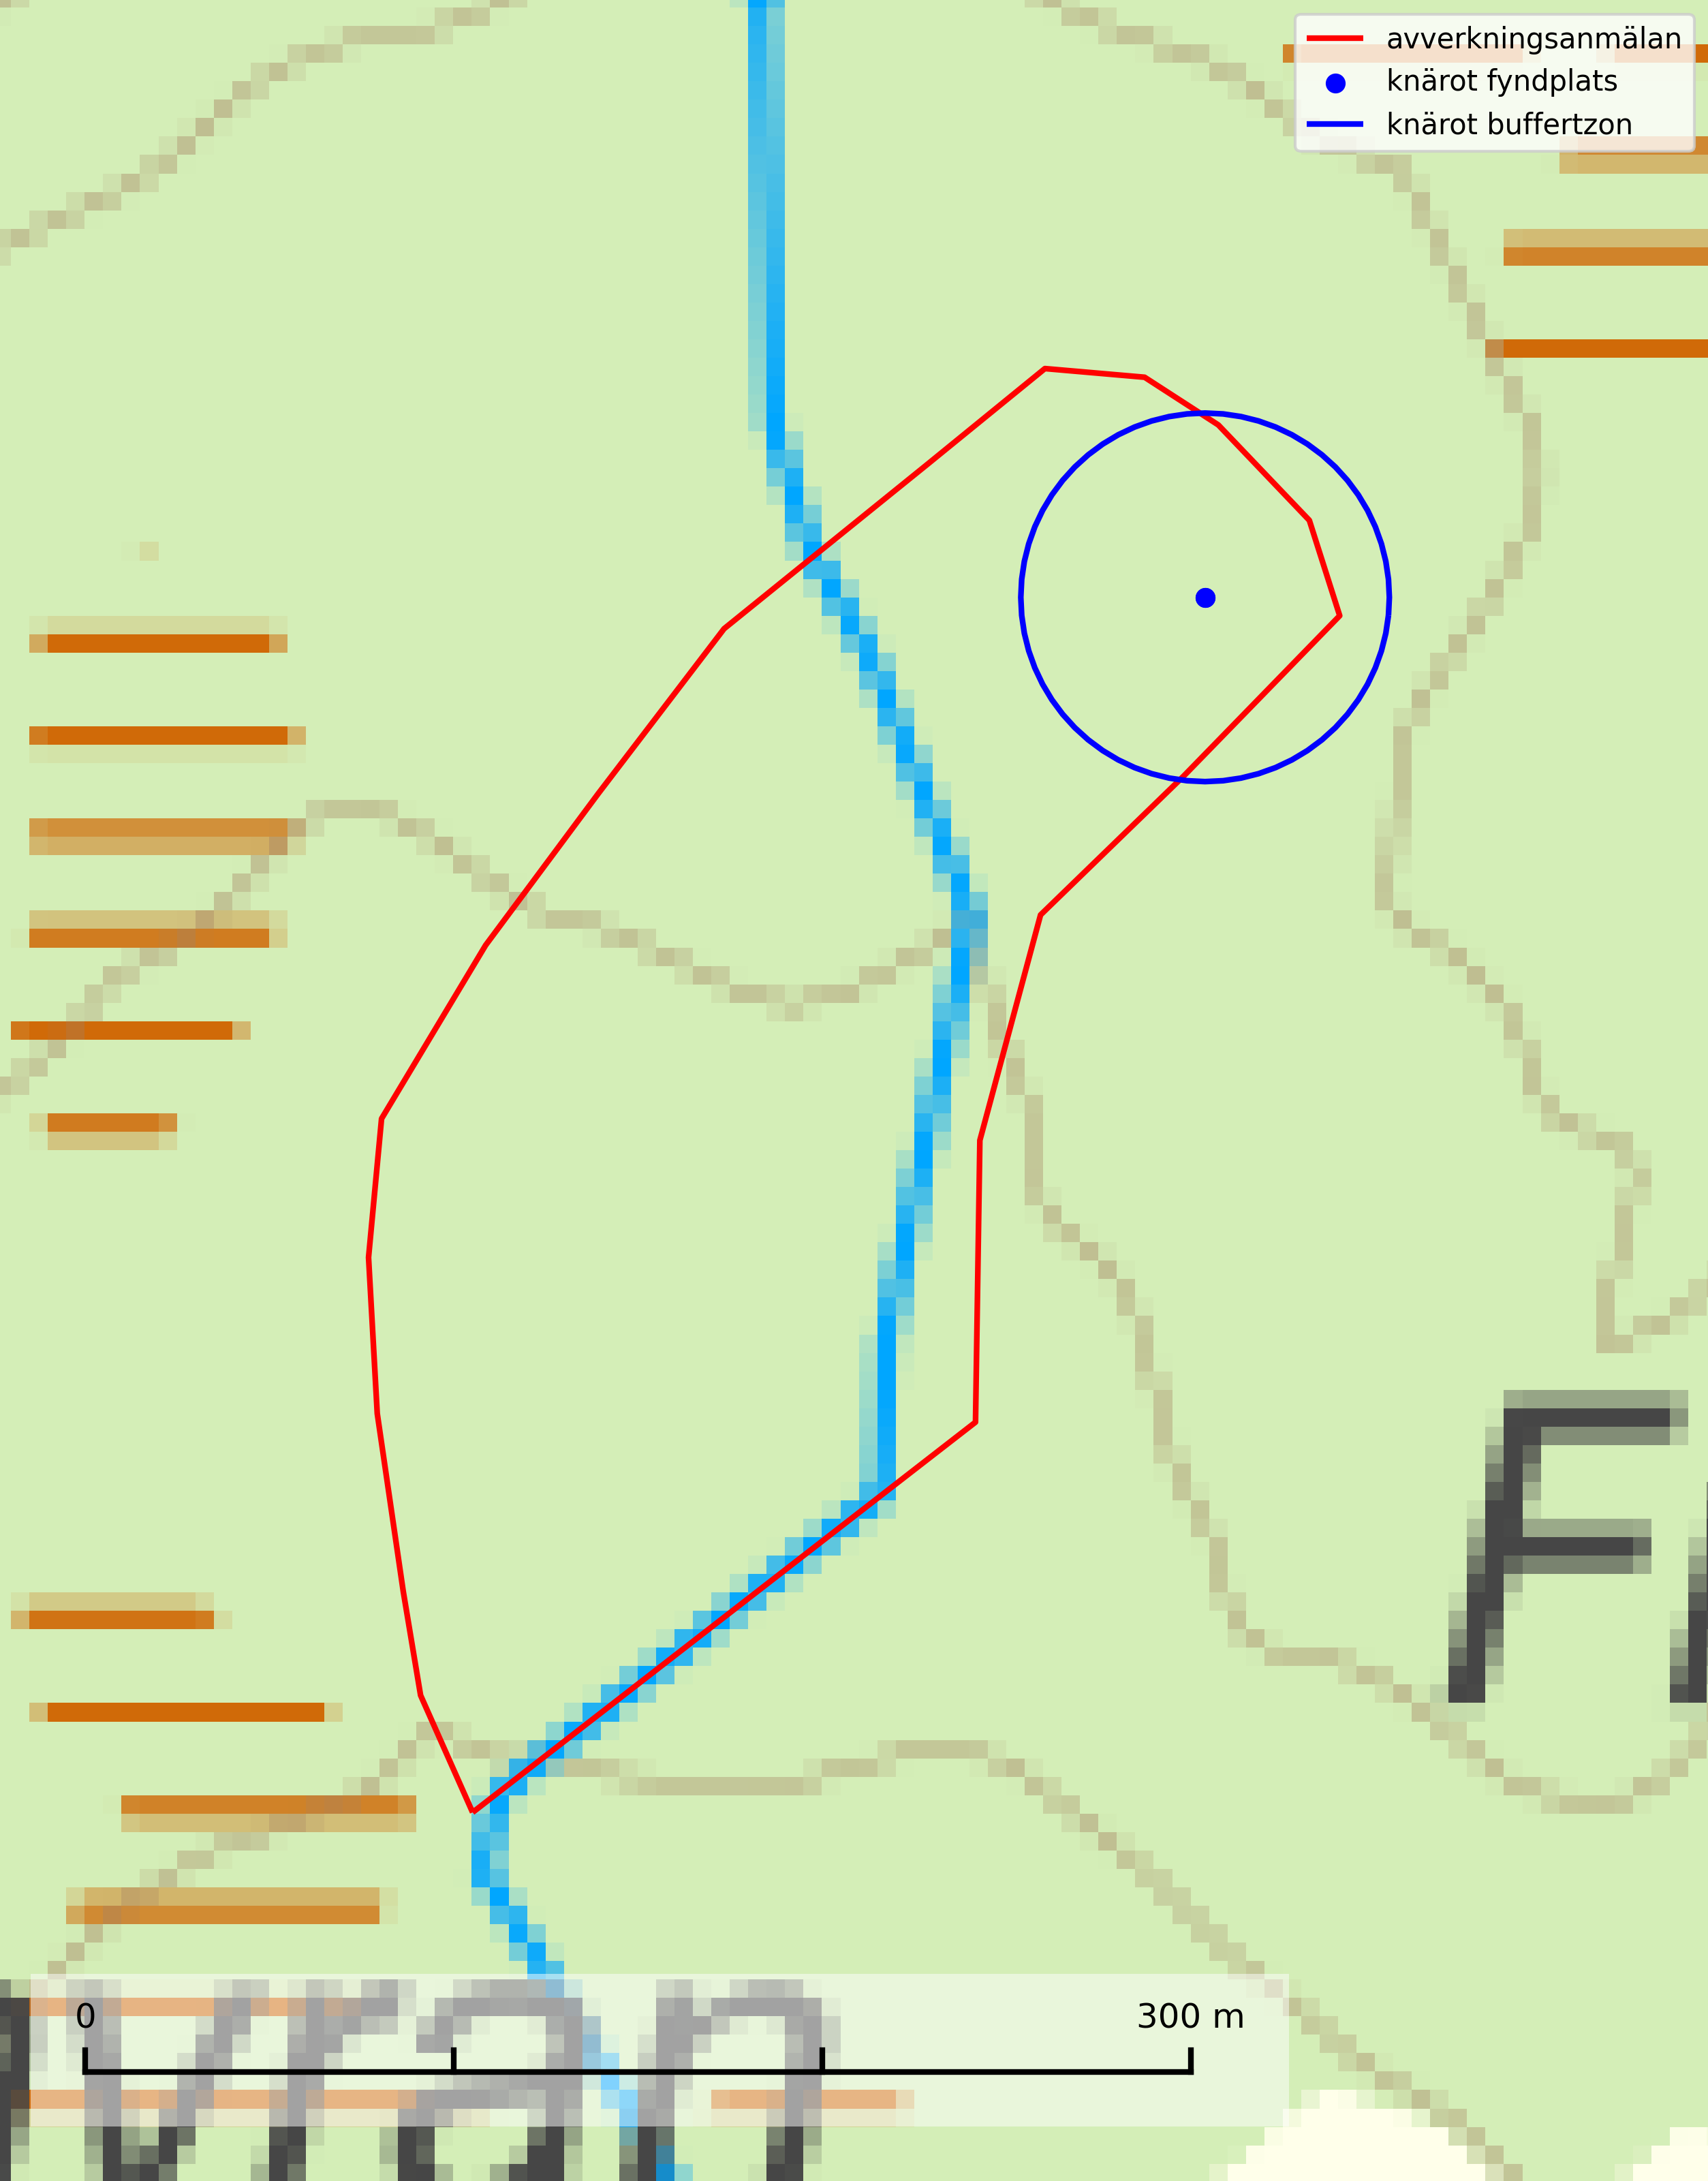 avverkningsanmälan
knärot fyndplats
knärot buffertzon
F
0 300 m